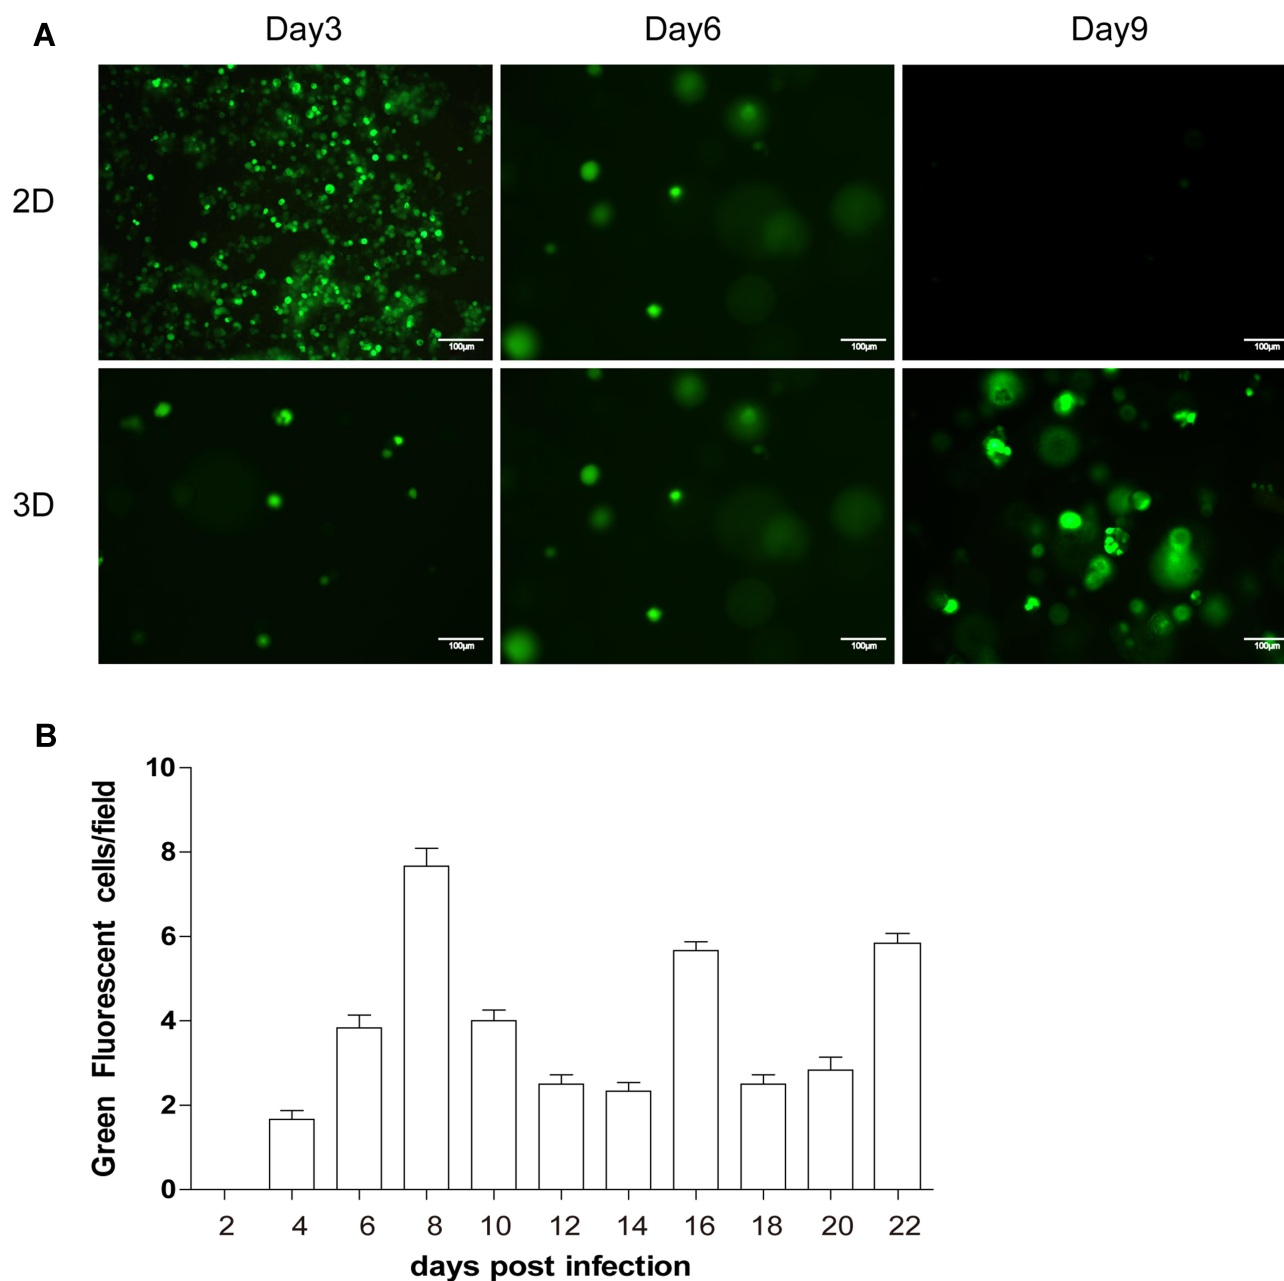 A
Day3 Day6 Day9
2D
100µm 100µm 100µm
3D
100µm 100µm 100µm
B
10
8
6
4
2
0
Green Fluorescent cells/field
2 4 6 8 10 12 14 16 18 20 22
days post infection